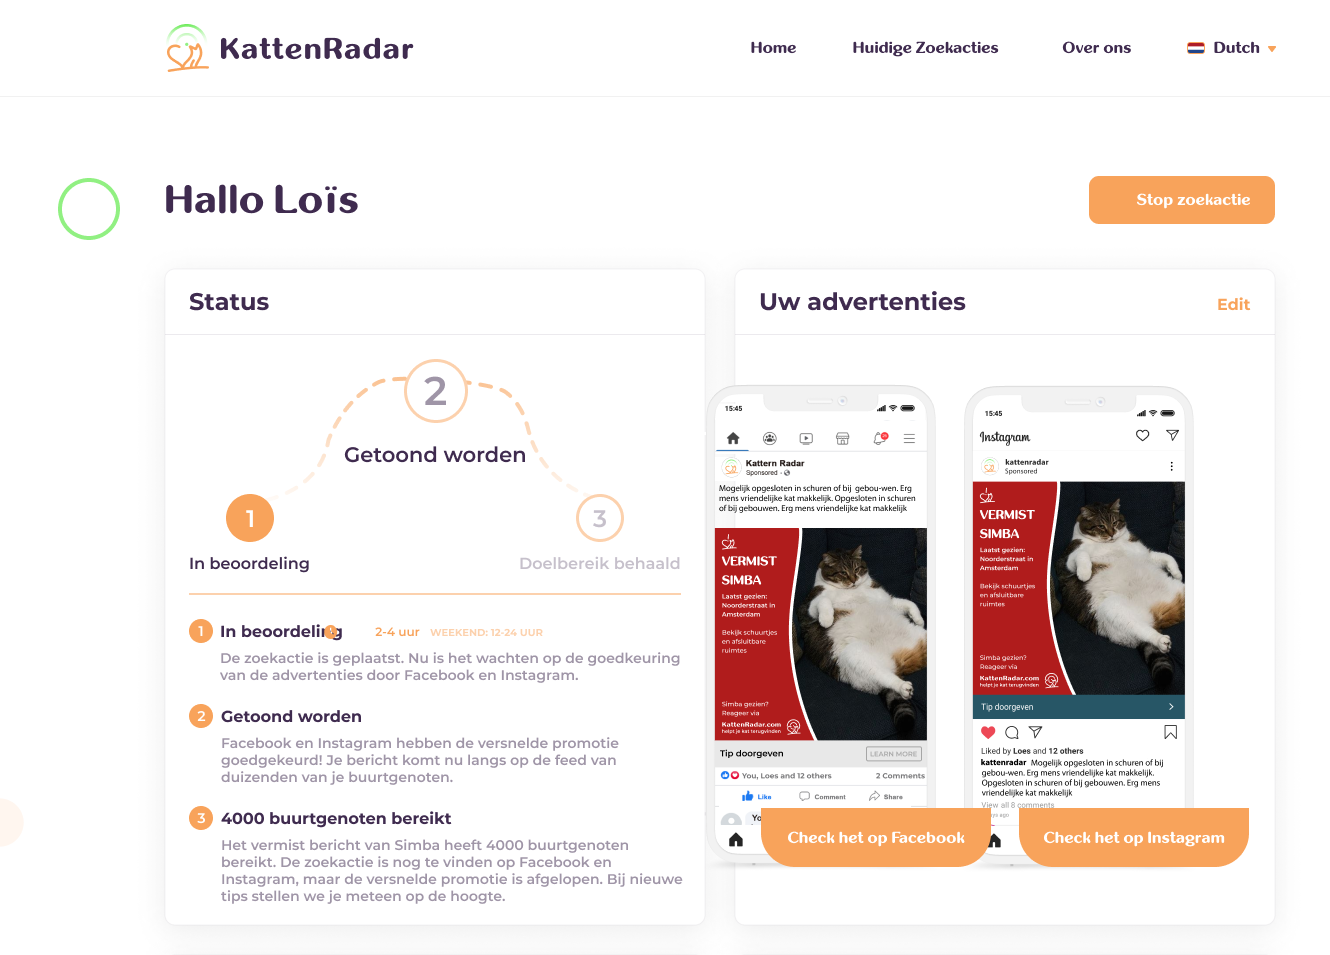 KattenRadar
Home
Huidige Zoekacties
Over ons
Dutch
Hallo Loïs
Stop zoekactie
Status
2
Getoond worden
1
3
In beoordeling
Doelbereik behaald
1 In beoordeling 2-4 uur WEEKEND: 12-24 UUR
De zoekactie is geplaatst. Nu is het wachten op de goedkeuring
van de advertenties door Facebook en Instagram.
2 Getoond worden
Facebook en Instagram hebben de versnelde promotie
goedgekeurd! Je bericht komt nu langs op de feed van
duizenden van je buurtgenoten.
3 4000 buurtgenoten bereikt
Het vermist bericht van Simba heeft 4000 buurtgenoten
bereikt. De zoekactie is nog te vinden op Facebook en
Instagram, maar de versnelde promotie is afgelopen. Bij nieuwe
tips stellen we je meteen op de hoogte.
Uw advertenties
Edit
15:45
Kattern Radar
Sponsored
Mogelijk opgesloten in schuren of bij gebou-wen. Erg
mens vriendelijke kat makkelijk. Opgesloten in schuren
of bij gebouwen. Erg mens vriendelijke kat makkelijk
VERMIST
SIMBA
Laatst gezien:
Noorderstraat in
Amsterdam
Bekijk schuurtjes
en afsluitbare
ruimtes
Simba gezien?
Reageer via
KattenRadar.com
helpt je kat terugvinden
Tip doorgeven
LEARN MORE
You, Loes and 12 others
2 Comments
Like
Comment
Share
Yo
Check het op Facebook
15:45
Instagram
kattenradar
Sponsored
VERMIST
SIMBA
Laatst gezien:
Noorderstraat in
Amsterdam
Bekijk schuurtjes
en afsluitbare
ruimtes
Simba gezien?
Reageer via
KattenRadar.com
helpt je kat terugvinden
Tip doorgeven
Liked by Loes and 12 others
kattenradar Mogelijk opgesloten in schuren of bij
gebou-wen. Erg mens vriendelijke kat makkelijk.
Opgesloten in schuren of bij gebouwen. Erg mens
vriendelijke kat makkelijk
View all 8 comments
ays ago
Check het op Instagram